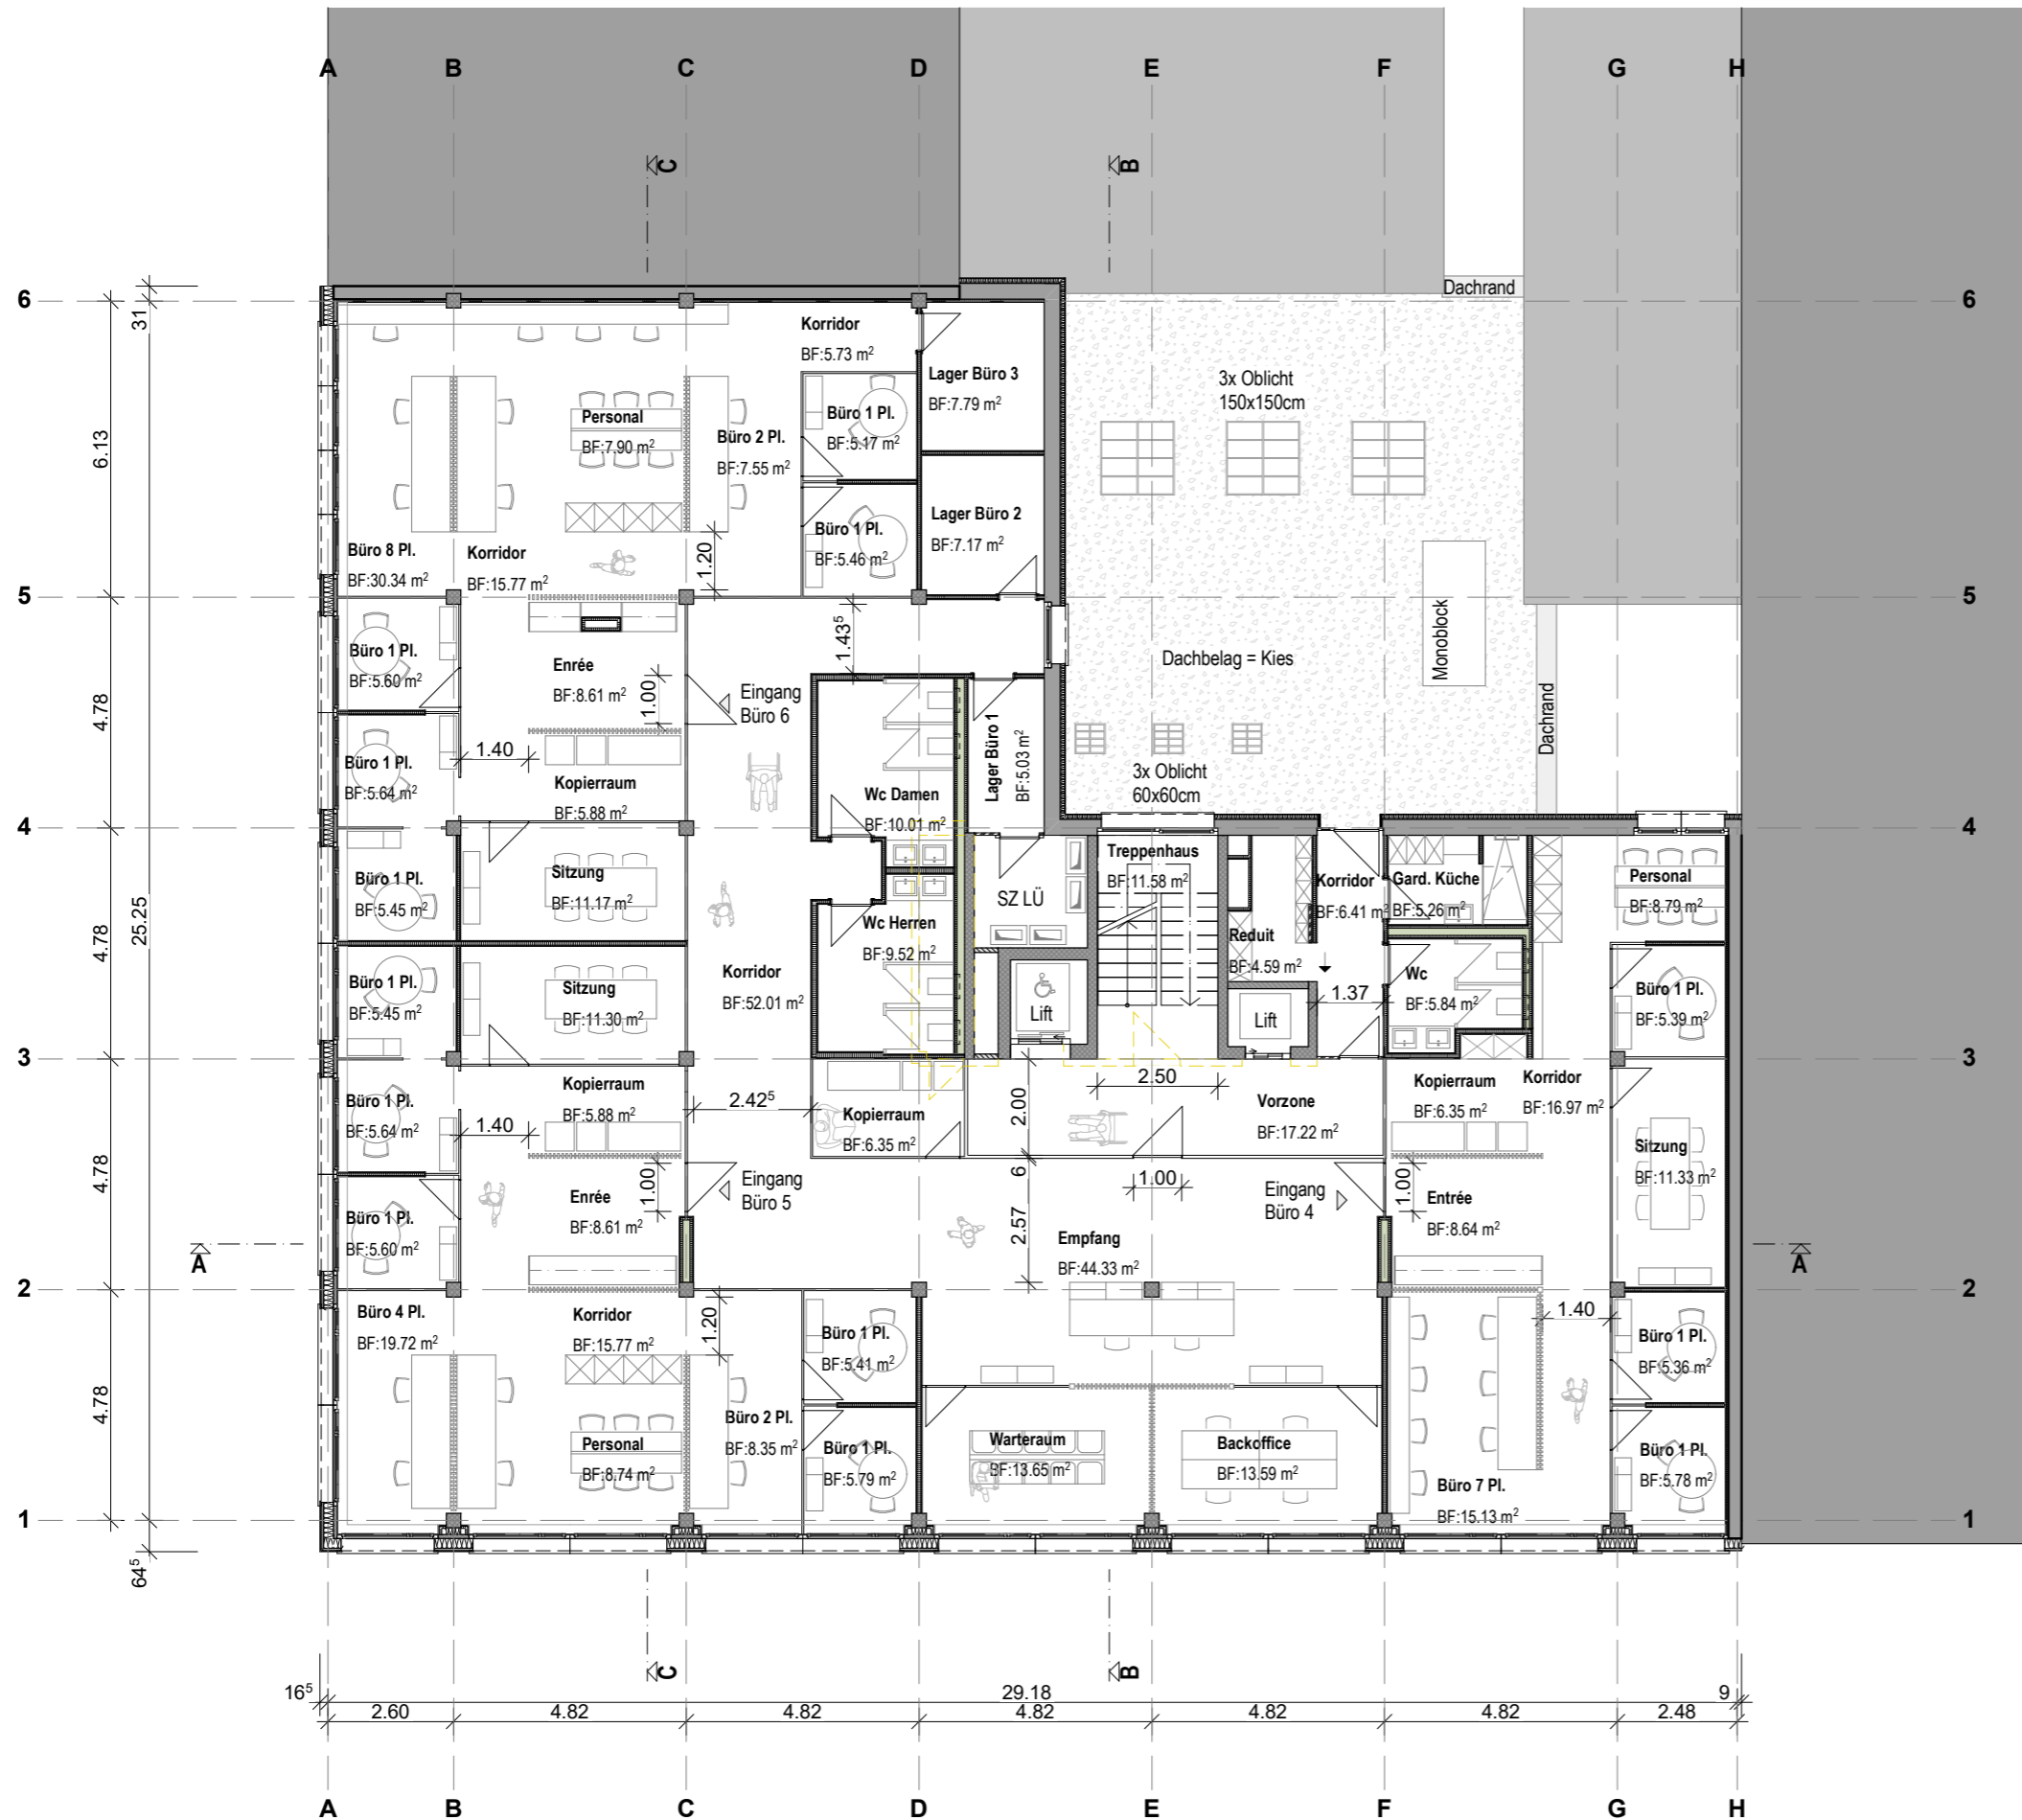 A B C D E F G H
C B
Dachrand
6 6
31
Korridor
BF:5.73 m²
Lager Büro 3
BF:7.79 m²
3x Oblicht
150x150cm
Personal
BF:7.90 m²
Büro 1 Pl.
BF:5.17 m²
Büro 2 Pl.
BF:7.55 m²
6.13
Lager Büro 2
BF:7.17 m²
Büro 1 Pl.
BF:5.46 m²
Büro 8 Pl.
BF:30.34 m²
Korridor
BF:15.77 m²
1.20
5 5
1.43⁵
Monoblock
Büro 1 Pl.
BF:5.60 m²
Enrée
BF:8.61 m²
1.00
Eingang
Büro 6
Dachbelag = Kies
Dachrand
4.78
1.40
Büro 1 Pl.
BF:5.64 m²
Kopierraum
BF:5.88 m²
Wc Damen
BF:10.01 m²
Lager Büro 1
BF:5.03 m²
3x Oblicht
60x60cm
4 4
Büro 1 Pl.
BF:5.45 m²
Sitzung
BF:11.17 m²
Treppenhaus
BF:11.58 m²
SZ LÜ
Korridor
BF:6.41 m²
Gard. Küche
BF:5.26 m²
Personal
BF:8.79 m²
4.78
25.25
Wc Herren
BF:9.52 m²
Reduit
BF:4.59 m²
Büro 1 Pl.
BF:5.45 m²
Sitzung
BF:11.30 m²
Korridor
BF:52.01 m²
Lift
Lift
1.37
Wc
BF:5.84 m²
Büro 1 Pl.
BF:5.39 m²
3 3
Büro 1 Pl.
BF:5.64 m²
Kopierraum
BF:5.88 m²
2.42⁵
Kopierraum
BF:6.35 m²
2.00
2.50
Vorzone
BF:17.22 m²
Kopierraum
BF:6.35 m²
Korridor
BF:16.97 m²
1.40
Sitzung
BF:11.33 m²
4.78
Büro 1 Pl.
BF:5.60 m²
Enrée
BF:8.61 m²
1.00
Eingang
Büro 5
6
2.57
1.00
Eingang
Büro 4
1.00
Entrée
BF:8.64 m²
Empfang
BF:44.33 m²
A A
2 2
Büro 4 Pl.
BF:19.72 m²
Korridor
BF:15.77 m²
1.20
Büro 1 Pl.
BF:5.41 m²
1.40
Büro 1 Pl.
BF:5.36 m²
4.78
Büro 2 Pl.
BF:8.35 m²
Personal
BF:8.74 m²
Büro 1 Pl.
BF:5.79 m²
Warteraum
BF:13.65 m²
Backoffice
BF:13.59 m²
Büro 7 Pl.
BF:15.13 m²
Büro 1 Pl.
BF:5.78 m²
1 1
64⁵
C B
16⁵ 29.18 9
2.60 4.82 4.82 4.82 4.82 4.82 2.48
A B C D E F G H